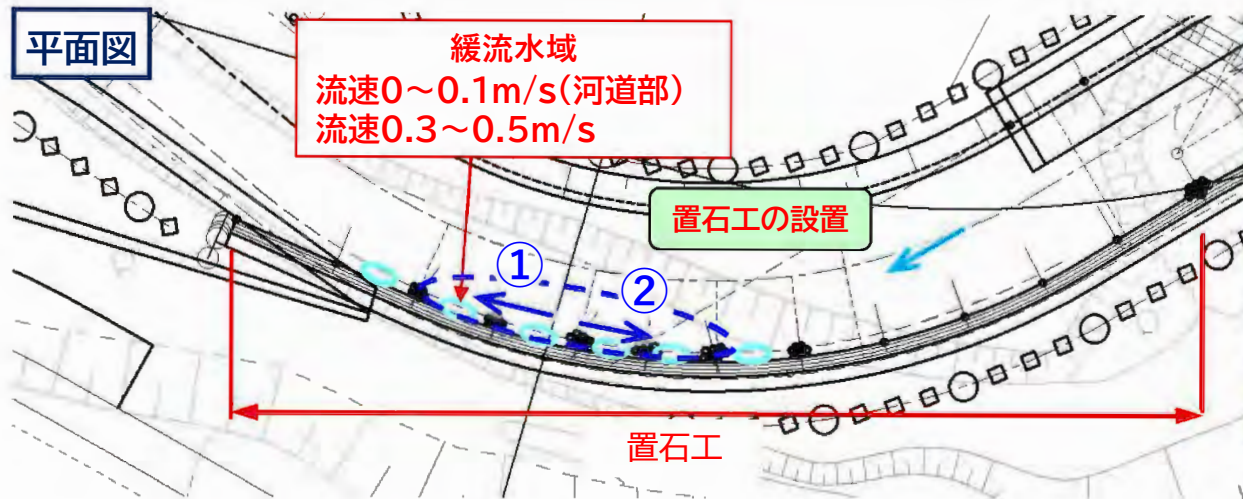 平面図
緩流水域
流速0～0.1m/s(河道部)
流速0.3～0.5m/s
置石工の設置
①
②
置石工